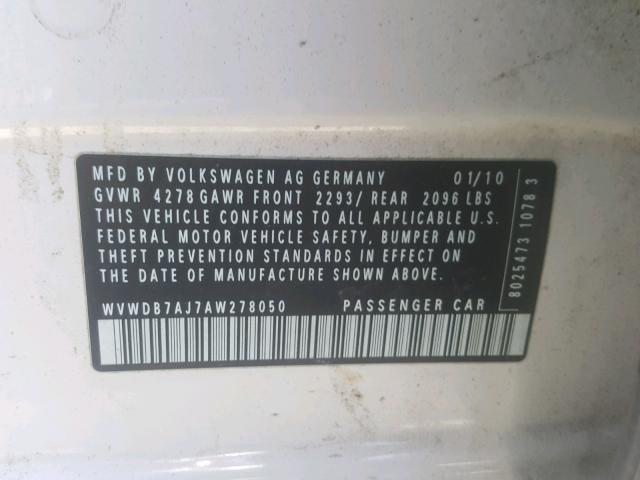 MFD BY VOLKSWAGEN AG GERMANY 01/10
GVWR 4278 GAWR FRONT 2293/ REAR 2096 LBS
THIS VEHICLE CONFORMS TO ALL APPLICABLE U.S.
FEDERAL MOTOR VEHICLE SAFETY, BUMPER AND
THEFT PREVENTION STANDARDS IN EFFECT ON
THE DATE OF MANUFACTURE SHOWN ABOVE.
WVWDB7AJ7AW278050 PASSENGER CAR
8025473 1078 3